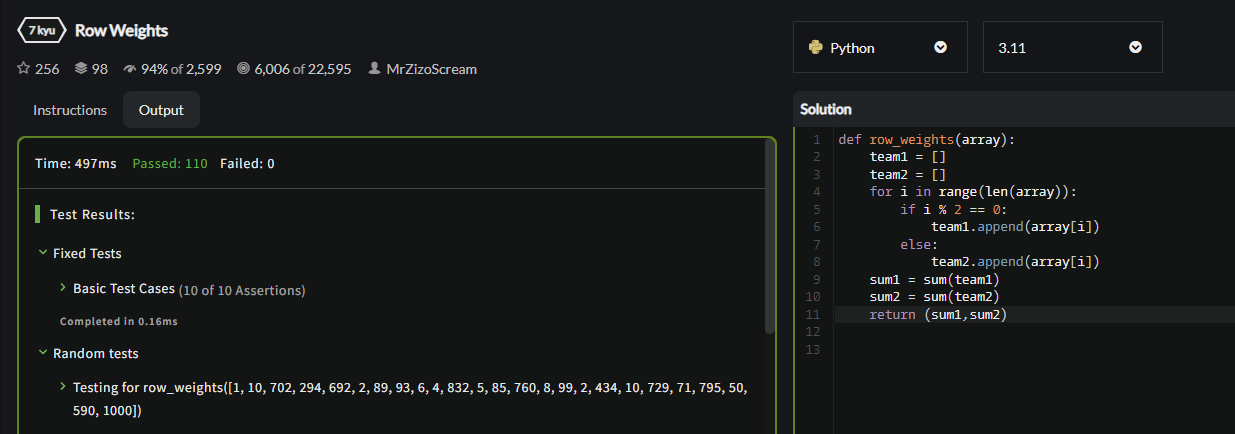 7 kyu Row Weights
256 98 94% of 2,599 6,006 of 22,595 MrZizoScream
Instructions Output
Time: 497ms Passed: 110 Failed: 0
Test Results:
Fixed Tests
Basic Test Cases (10 of 10 Assertions)
Completed in 0.16ms
Random tests
Testing for row_weights([1, 10, 702, 294, 692, 2, 89, 93, 6, 4, 832, 5, 85, 760, 8, 99, 2, 434, 10, 729, 71, 795, 50,
590, 1000])
Python 3.11
Solution
1 def row_weights(array):
2     team1 = []
3     team2 = []
4     for i in range(len(array)):
5         if i % 2 == 0:
6             team1.append(array[i])
7         else:
8             team2.append(array[i])
9     sum1 = sum(team1)
10     sum2 = sum(team2)
11     return (sum1,sum2)
12
13